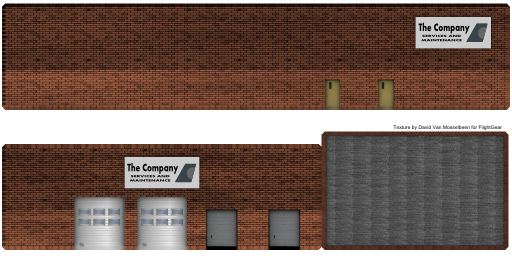 The Company
SERVICES AND
MAINTENANCE
Texture by David Van Mosselbeen for FlightGear
The Company
SERVICES AND
MAINTENANCE